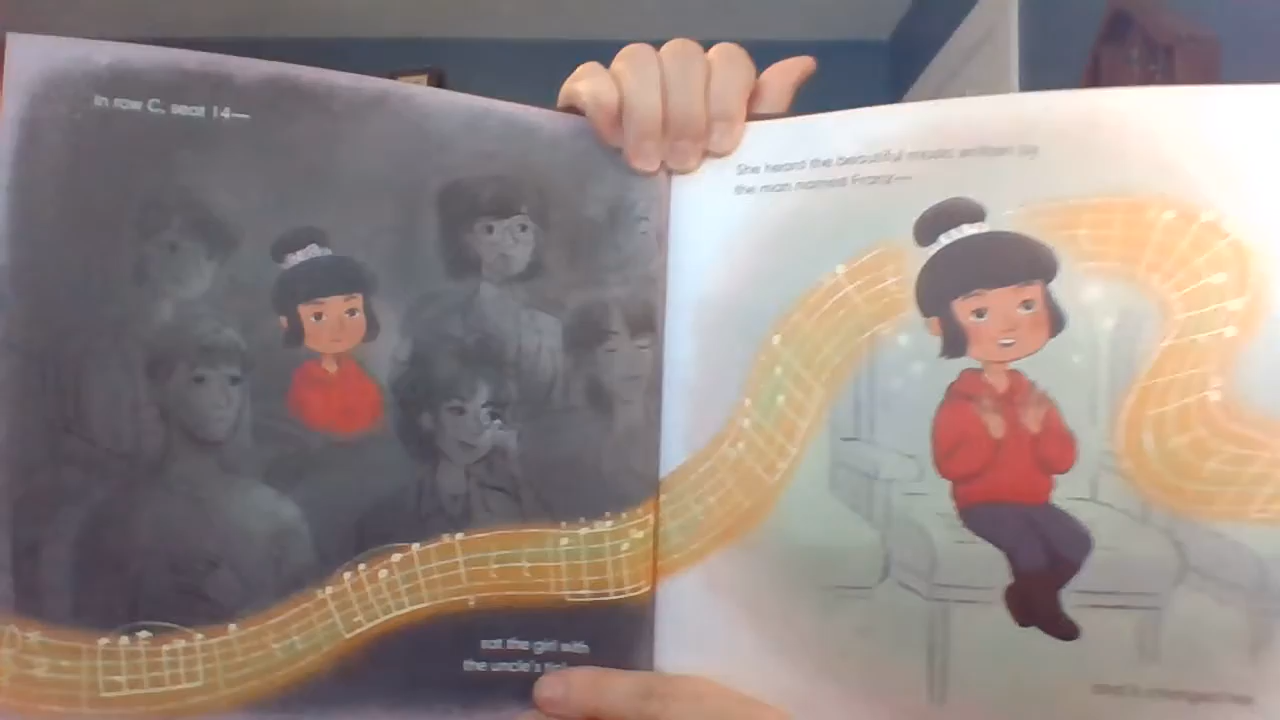 In row C, seat 14—
sat the girl with
the uncle's
She heard the beautiful music written by
the man named Franz—